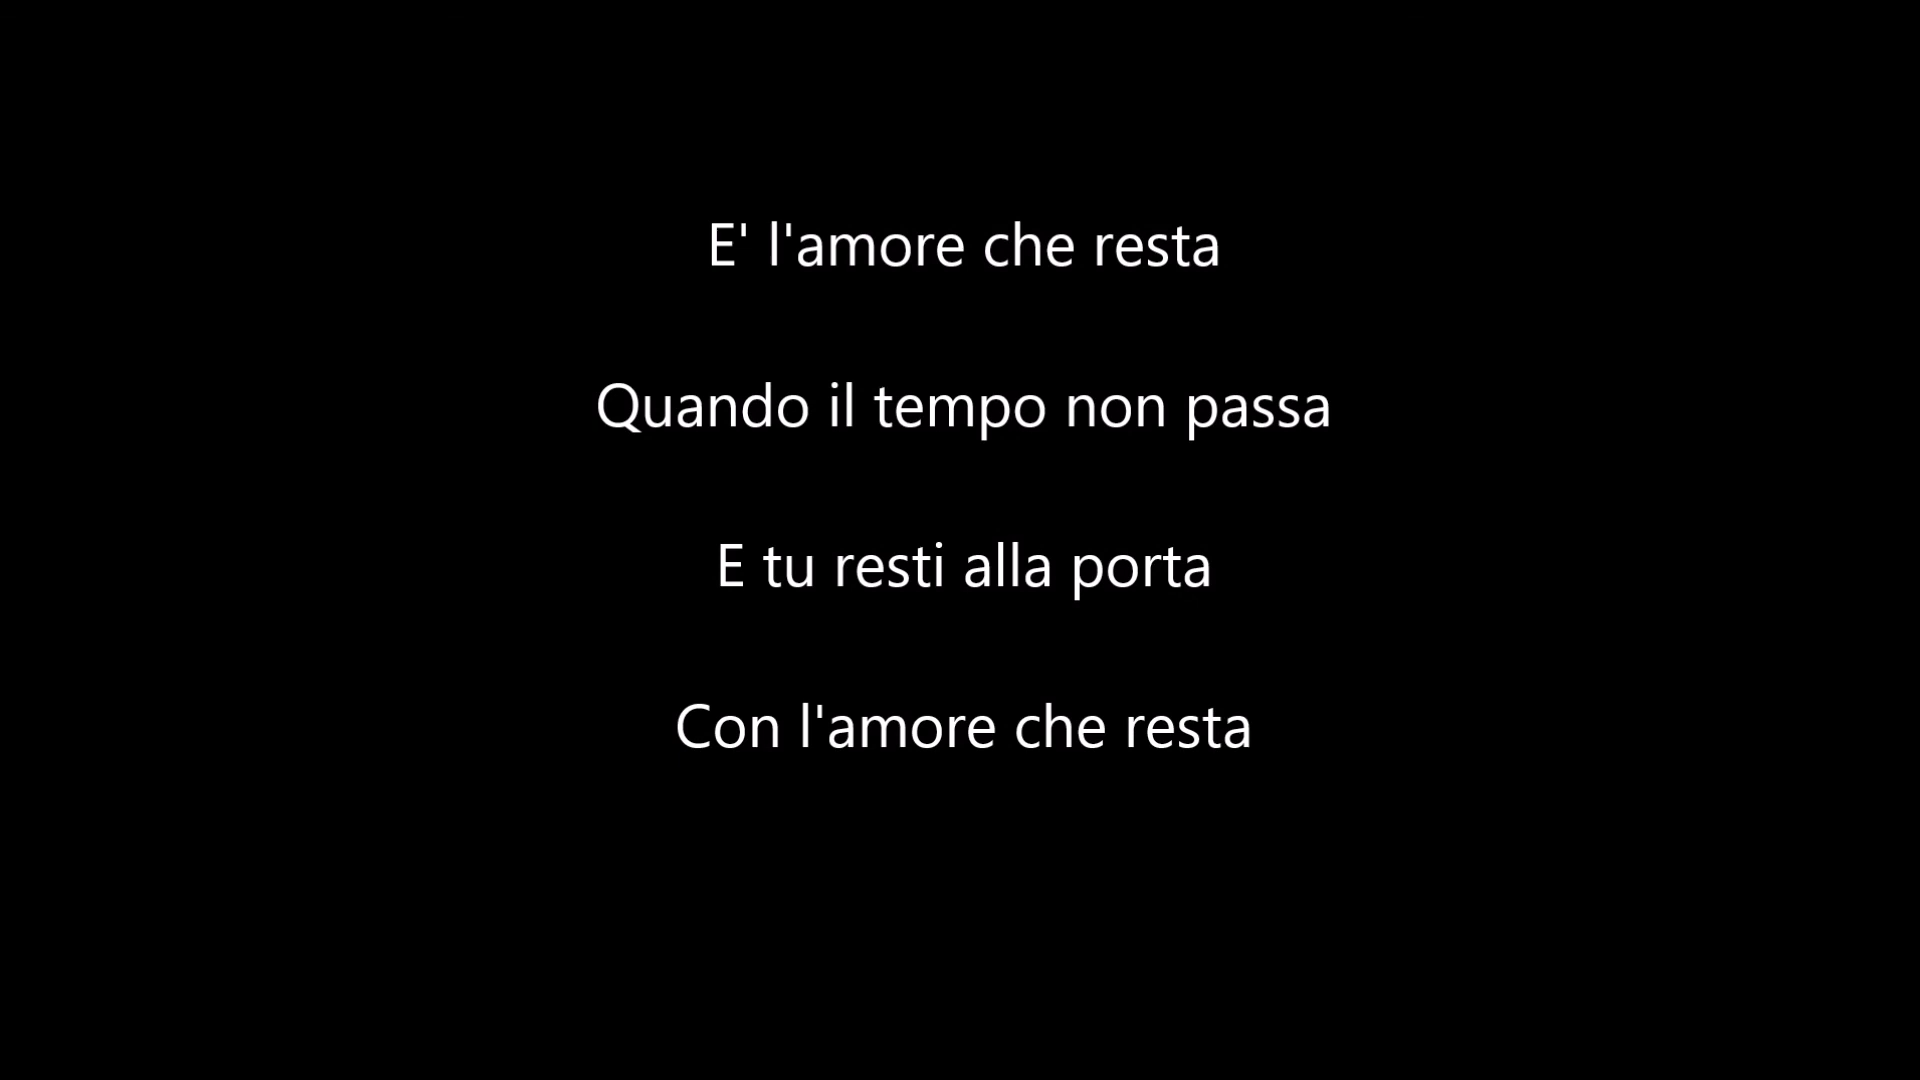 E' l'amore che resta
Quando il tempo non passa
E tu resti alla porta
Con l'amore che resta